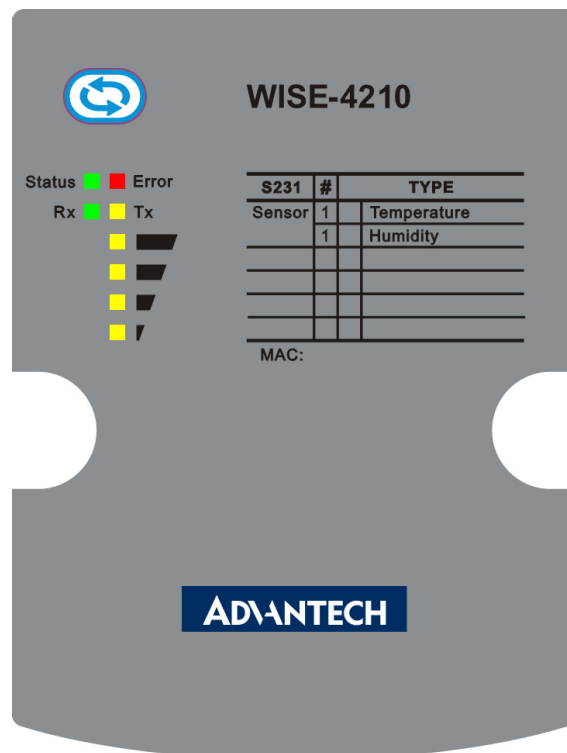 WISE-4210
Status Error
Rx Tx
S231 # TYPE
Sensor 1 Temperature
1 Humidity
MAC:
ADVANTECH